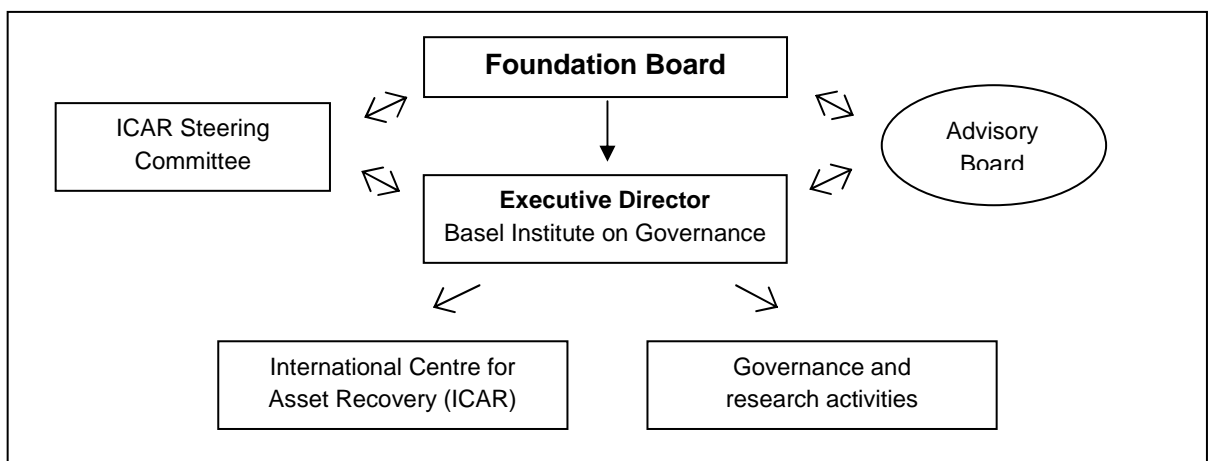 Foundation Board
ICAR Steering
Committee
Advisory
Board
Executive Director
Basel Institute on Governance
International Centre for
Asset Recovery (ICAR)
Governance and
research activities